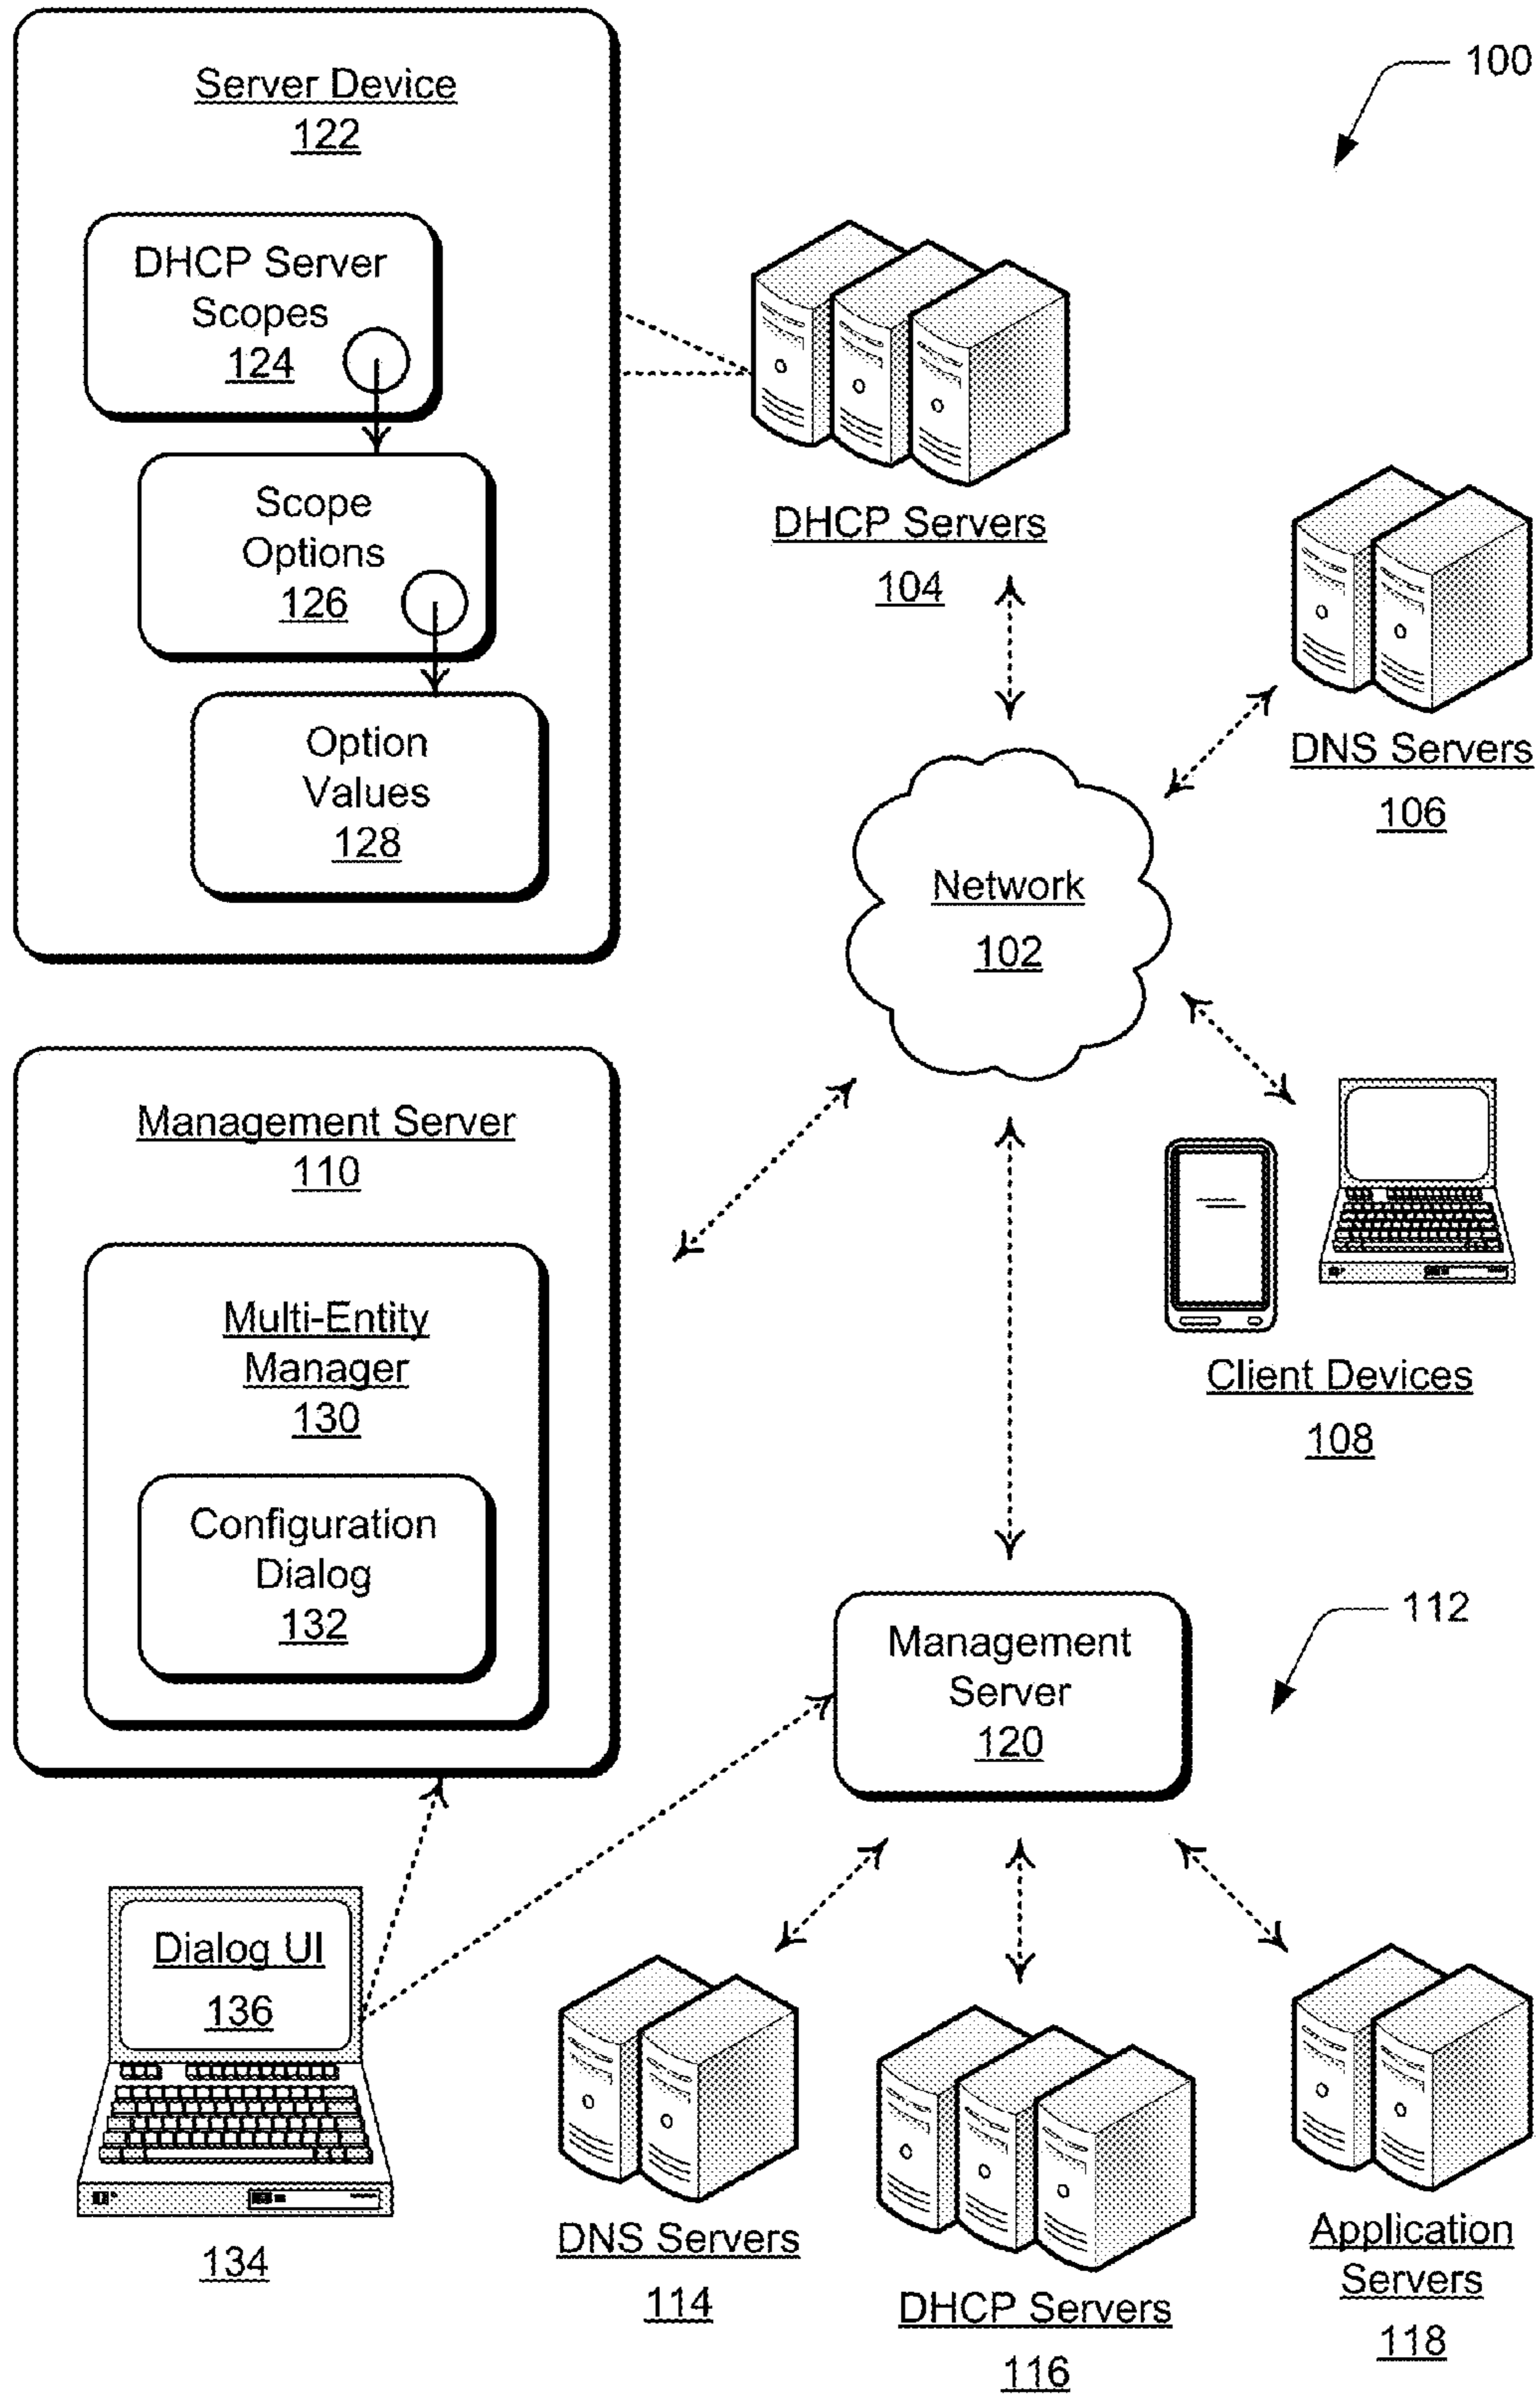 Server Device
122
DHCP Server
Scopes
124
Scope
Options
126
Option
Values
128
100
DHCP Servers
104
DNS Servers
106
Network
102
Client Devices
108
Management Server
110
Multi-Entity
Manager
130
Configuration
Dialog
132
112
Management
Server
120
Dialog UI
136
134
DNS Servers
114
DHCP Servers
116
Application
Servers
118